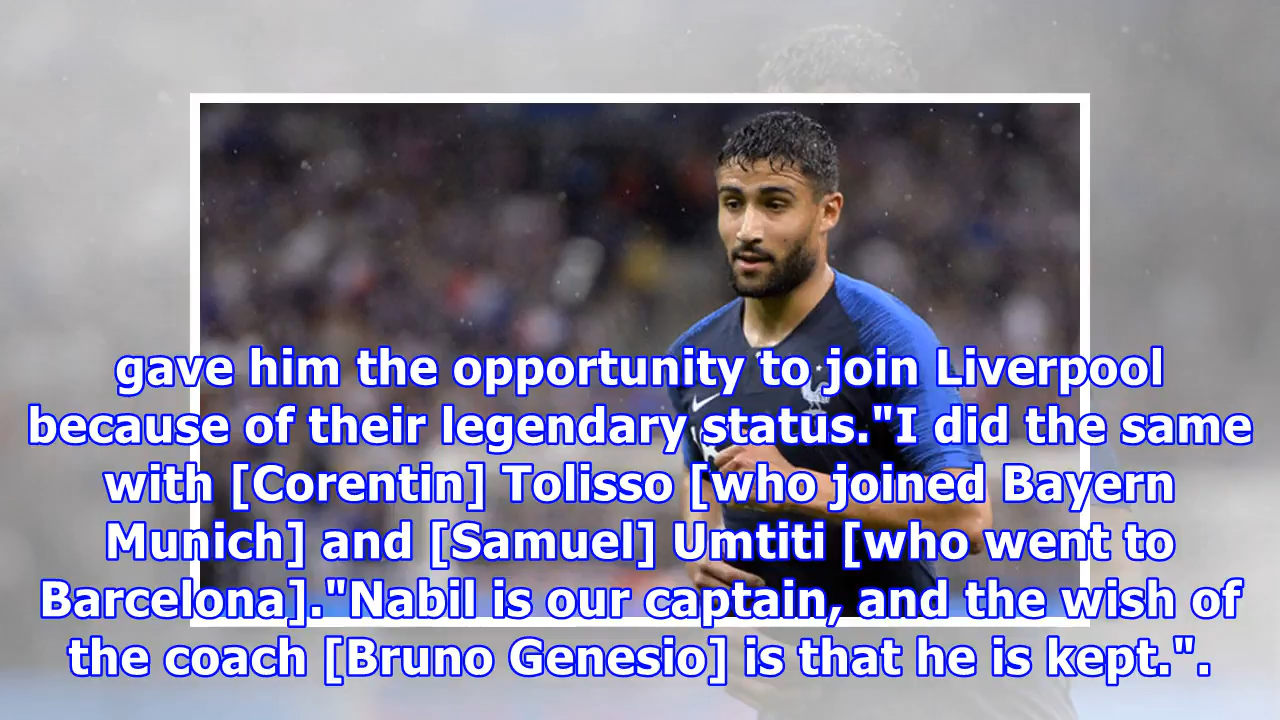 gave him the opportunity to join Liverpool
because of their legendary status."I did the same
with [Corentin] Tolisso [who joined Bayern
Munich] and [Samuel] Umtiti [who went to
Barcelona]."Nabil is our captain, and the wish of
the coach [Bruno Genesio] is that he is kept.".